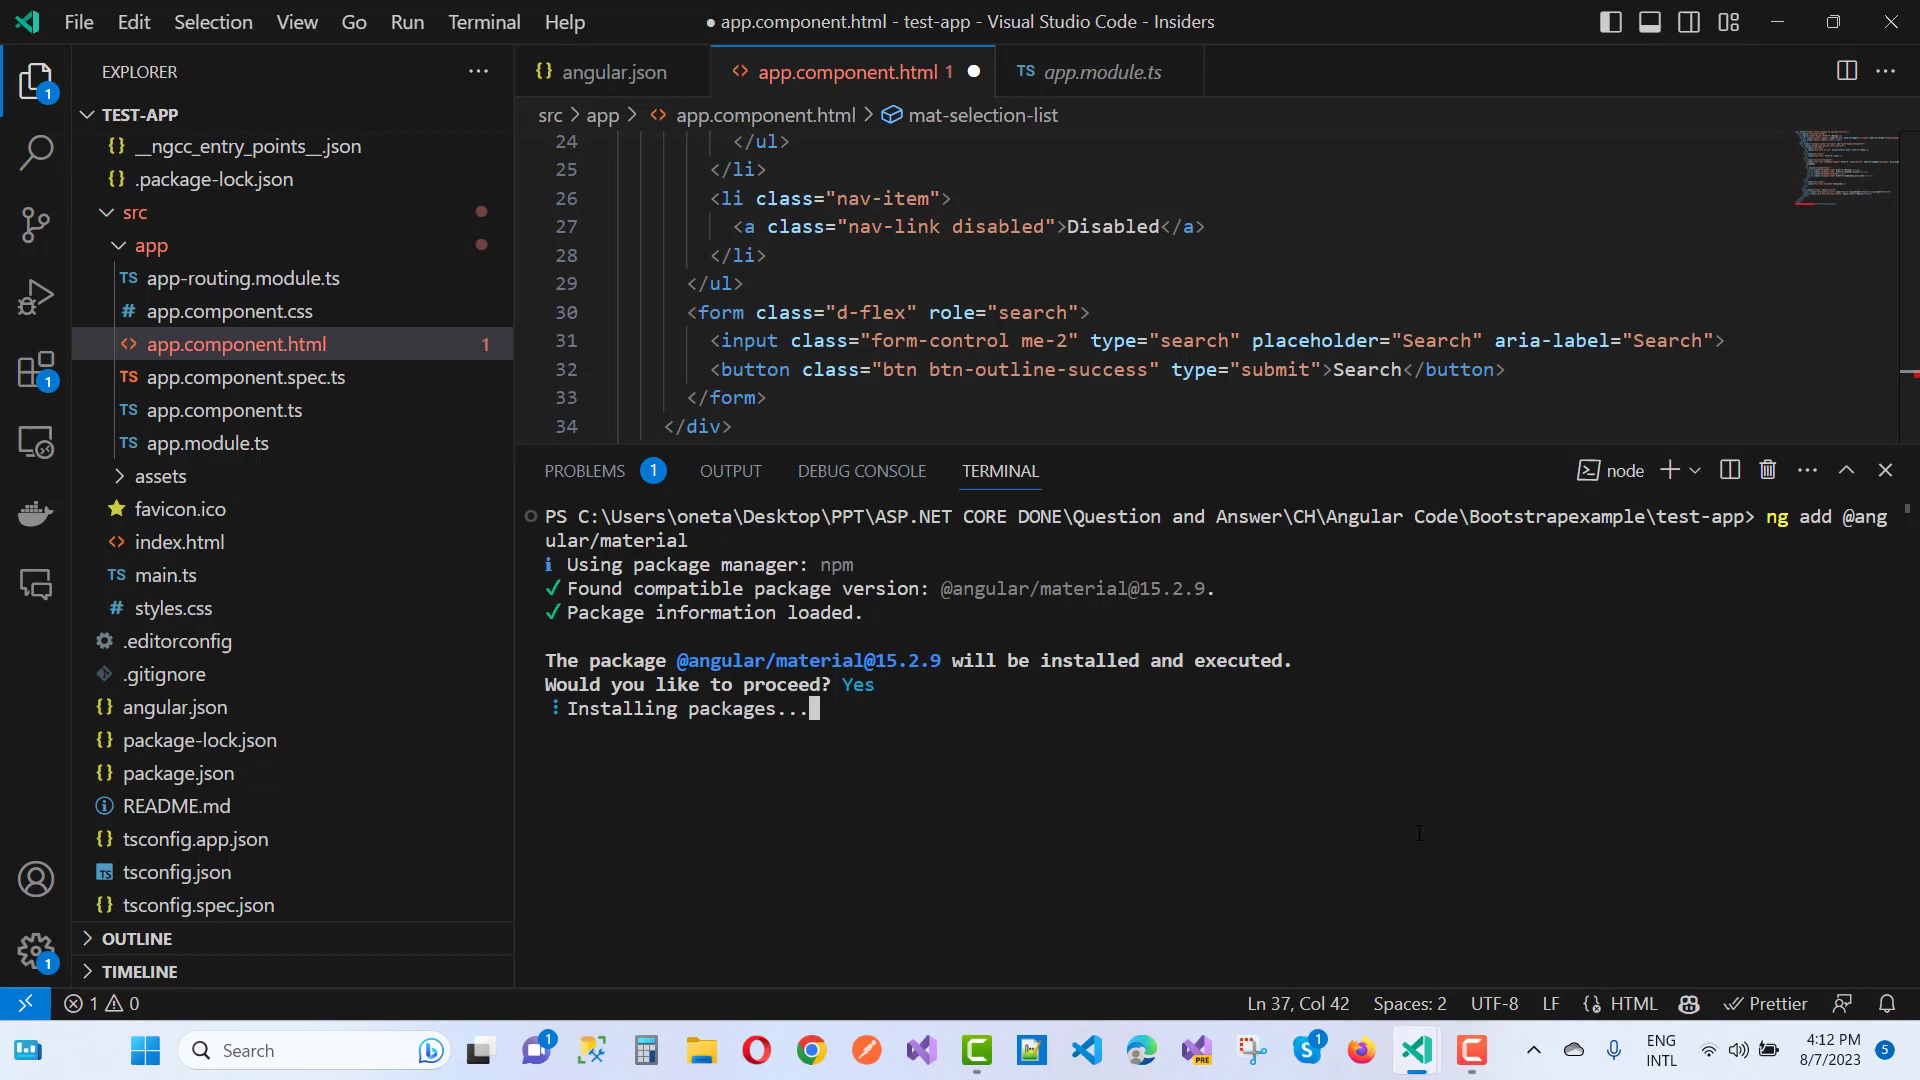 File Edit Selection View Go Run Terminal Help
● app.component.html - test-app - Visual Studio Code - Insiders
EXPLORER
TEST-APP
__ngcc_entry_points__.json
.package-lock.json
src
app
app-routing.module.ts
app.component.css
app.component.html 1
app.component.spec.ts
app.component.ts
app.module.ts
assets
favicon.ico
index.html
main.ts
styles.css
.editorconfig
.gitignore
angular.json
package-lock.json
package.json
README.md
tsconfig.app.json
tsconfig.json
tsconfig.spec.json
OUTLINE
TIMELINE
1
1
1
angular.json
app.component.html 1
TS app.module.ts
src > app > app.component.html > mat-selection-list
24 </ul>
25 </li>
26 <li class="nav-item">
27 <a class="nav-link disabled">Disabled</a>
28 </li>
29 </ul>
30 <form class="d-flex" role="search">
31 <input class="form-control me-2" type="search" placeholder="Search" aria-label="Search">
32 <button class="btn btn-outline-success" type="submit">Search</button>
33 </form>
34 </div>
PROBLEMS 1 OUTPUT DEBUG CONSOLE TERMINAL
node
PS C:\Users\oneta\Desktop\PPT\ASP.NET CORE DONE\Question and Answer\CH\Angular Code\Bootstrapexample\test-app> ng add @ang
ular/material
i Using package manager: npm
✓ Found compatible package version: @angular/material@15.2.9.
✓ Package information loaded.
The package @angular/material@15.2.9 will be installed and executed.
Would you like to proceed? Yes
Installing packages...
1 0
Ln 37, Col 42 Spaces: 2 UTF-8 LF HTML Prettier
Search
ENG
INTL
4:12 PM
8/7/2023
5